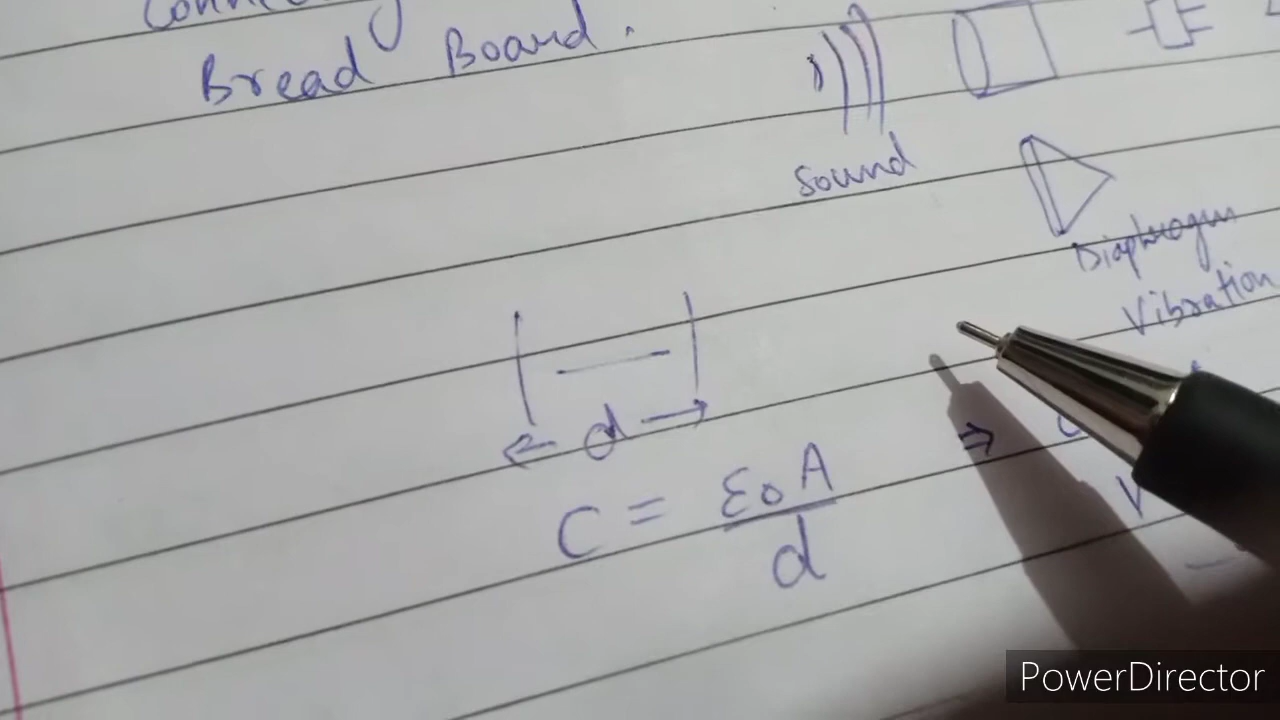 Bread Board.
Sound
Diaphragm
Vibration
← d →
C = ε₀A / d
⇒
V
PowerDirector